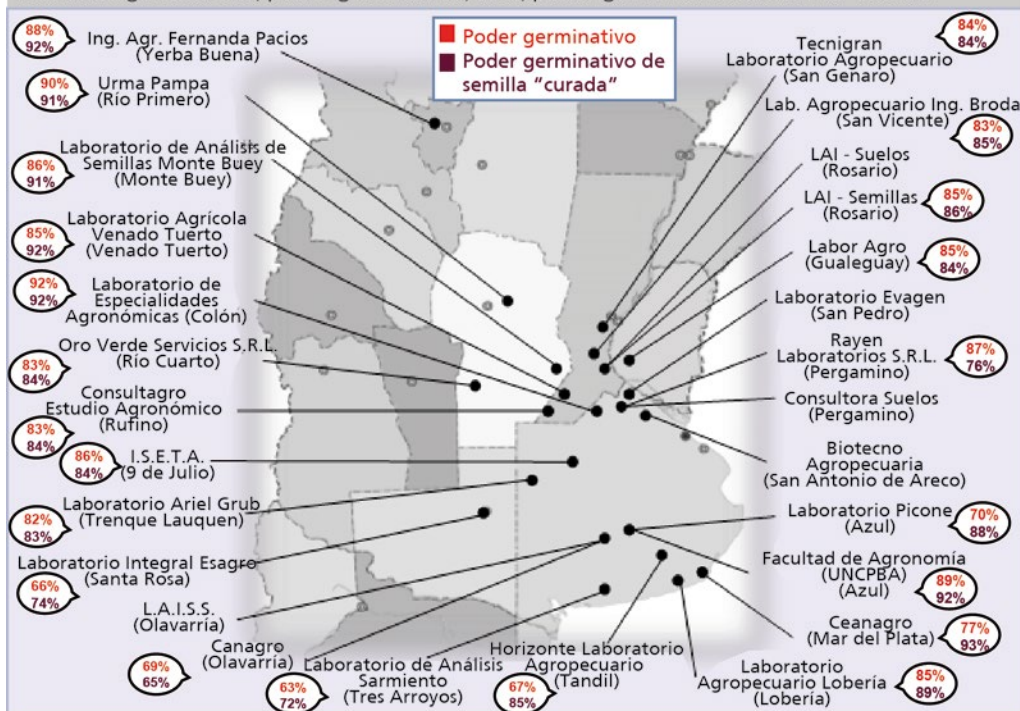 88%
92%
Ing. Agr. Fernanda Pacios
(Yerba Buena)
90%
91%
Urma Pampa
(Río Primero)
86%
91%
Laboratorio de Análisis de
Semillas Monte Buey
(Monte Buey)
85%
92%
Laboratorio Agrícola
Venado Tuerto
(Venado Tuerto)
92%
92%
Laboratorio de
Especialidades
Agronómicas (Colón)
83%
84%
Oro Verde Servicios S.R.L.
(Río Cuarto)
83%
84%
Consultagro
Estudio Agronómico
(Rufino)
86%
84%
I.S.E.T.A.
(9 de Julio)
82%
83%
Laboratorio Ariel Grub
(Trenque Lauquen)
66%
74%
Laboratorio Integral Esagro
(Santa Rosa)
L.A.I.S.S.
(Olavarría)
69%
65%
Canagro
(Olavarría)
63%
72%
Laboratorio de Análisis
Sarmiento
(Tres Arroyos)
67%
85%
Horizonte Laboratorio
Agropecuario
(Tandil)
Poder germinativo
Poder germinativo de
semilla “curada”
84%
84%
Tecnigran
Laboratorio Agropecuario
(San Genaro)
Lab. Agropecuario Ing. Broda
(San Vicente)
83%
85%
LAI - Suelos
(Rosario)
LAI - Semillas
(Rosario)
85%
86%
Labor Agro
(Gualeguay)
85%
84%
Laboratorio Evagen
(San Pedro)
Rayen
Laboratorios S.R.L.
(Pergamino)
87%
76%
Consultora Suelos
(Pergamino)
Biotecno
Agropecuaria
(San Antonio de Areco)
Laboratorio Picone
(Azul)
70%
88%
Facultad de Agronomía
(UNCPBA)
(Azul)
89%
92%
Ceanagro
(Mar del Plata)
77%
93%
Laboratorio
Agropecuario Lobería
(Lobería)
85%
89%